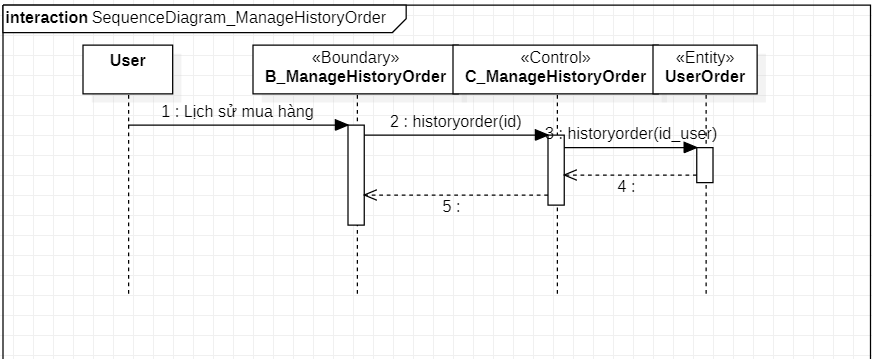 interaction SequenceDiagram_ManageHistoryOrder
User
«Boundary»
B_ManageHistoryOrder
«Control»
C_ManageHistoryOrder
«Entity»
UserOrder
1 : Lịch sử mua hàng
2 : historyorder(id)
3 : historyorder(id_user)
4 :
5 :